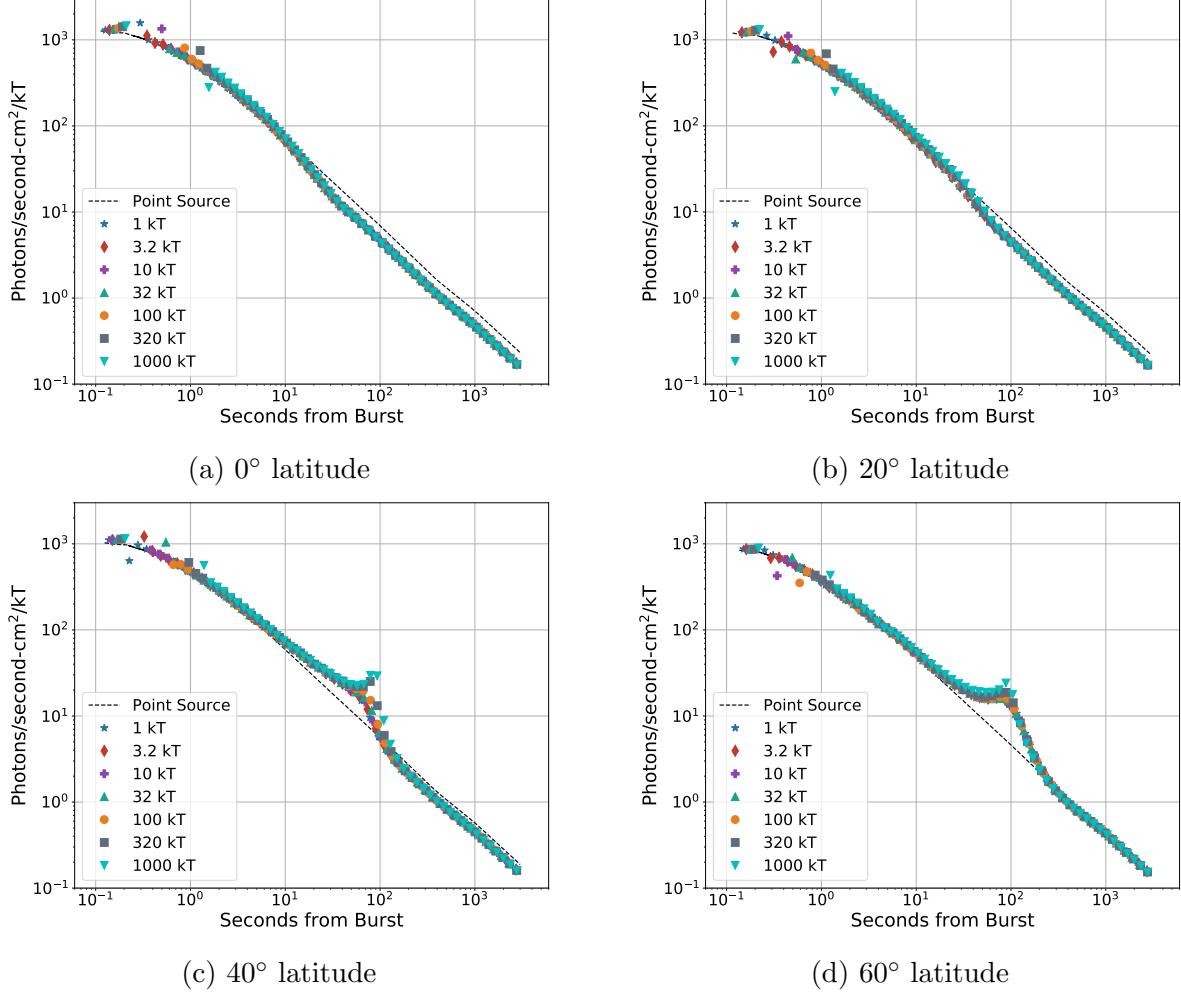 10³
10²
10¹
10⁰
10⁻¹
Photons/second-cm²/kT
Point Source
1 kT
3.2 kT
10 kT
32 kT
100 kT
320 kT
1000 kT
10⁻¹ 10⁰ 10¹ 10² 10³
Seconds from Burst
(a) 0° latitude
10³
10²
10¹
10⁰
10⁻¹
Photons/second-cm²/kT
Point Source
1 kT
3.2 kT
10 kT
32 kT
100 kT
320 kT
1000 kT
10⁻¹ 10⁰ 10¹ 10² 10³
Seconds from Burst
(b) 20° latitude
10³
10²
10¹
10⁰
10⁻¹
Photons/second-cm²/kT
Point Source
1 kT
3.2 kT
10 kT
32 kT
100 kT
320 kT
1000 kT
10⁻¹ 10⁰ 10¹ 10² 10³
Seconds from Burst
(c) 40° latitude
10³
10²
10¹
10⁰
10⁻¹
Photons/second-cm²/kT
Point Source
1 kT
3.2 kT
10 kT
32 kT
100 kT
320 kT
1000 kT
10⁻¹ 10⁰ 10¹ 10² 10³
Seconds from Burst
(d) 60° latitude